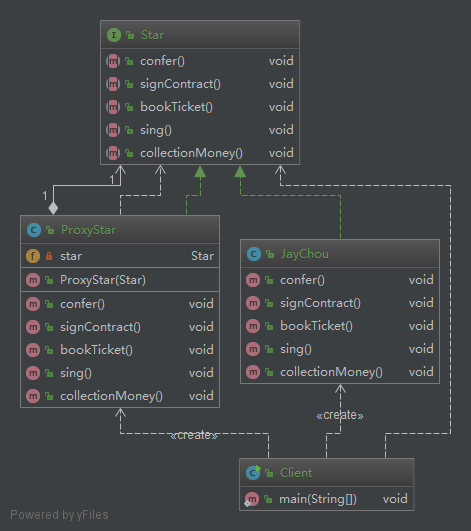 I Star
m confer() void
m signContract() void
m bookTicket() void
m sing() void
m collectionMoney() void
1
1
C ProxyStar
f star Star
m ProxyStar(Star)
m confer() void
m signContract() void
m bookTicket() void
m sing() void
m collectionMoney() void
C JayChou
m confer() void
m signContract() void
m bookTicket() void
m sing() void
m collectionMoney() void
«create»
«create»
C Client
m main(String[]) void
Powered by yFiles